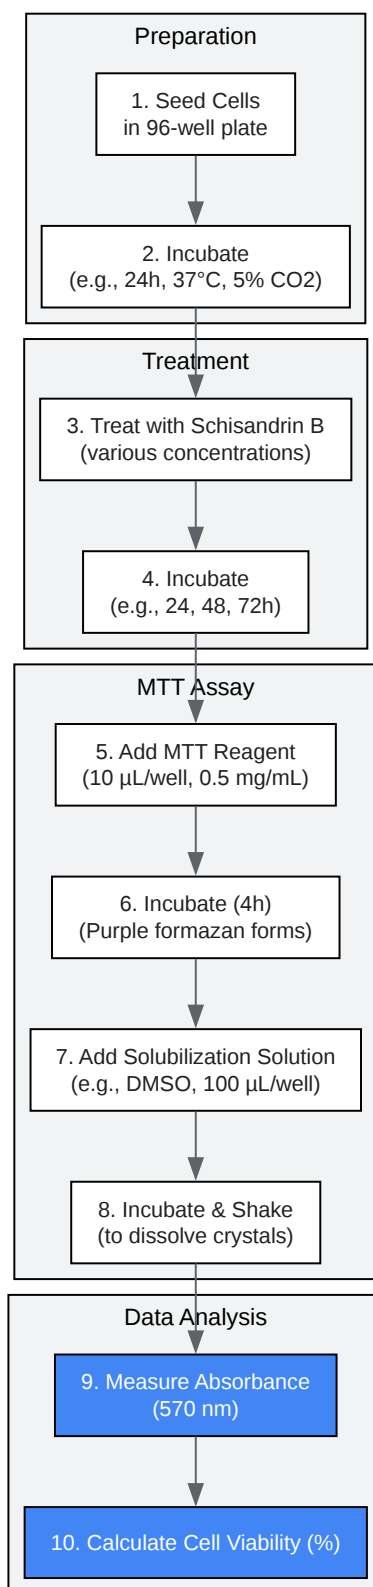 Preparation
1. Seed Cells
in 96-well plate
2. Incubate
(e.g., 24h, 37°C, 5% CO2)
Treatment
3. Treat with Schisandrin B
(various concentrations)
4. Incubate
(e.g., 24, 48, 72h)
MTT Assay
5. Add MTT Reagent
(10 µL/well, 0.5 mg/mL)
6. Incubate (4h)
(Purple formazan forms)
7. Add Solubilization Solution
(e.g., DMSO, 100 µL/well)
8. Incubate & Shake
(to dissolve crystals)
Data Analysis
9. Measure Absorbance
(570 nm)
10. Calculate Cell Viability (%)